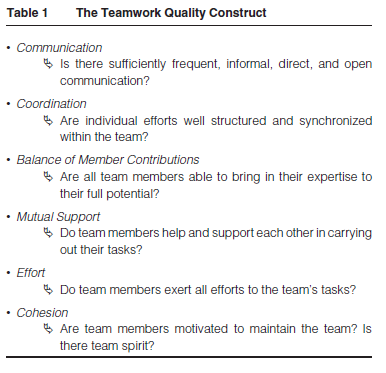 Table 1 The Teamwork Quality Construct
• Communication
Is there sufficiently frequent, informal, direct, and open
communication?
• Coordination
Are individual efforts well structured and synchronized
within the team?
• Balance of Member Contributions
Are all team members able to bring in their expertise to
their full potential?
• Mutual Support
Do team members help and support each other in carrying
out their tasks?
• Effort
Do team members exert all efforts to the team's tasks?
• Cohesion
Are team members motivated to maintain the team? Is
there team spirit?